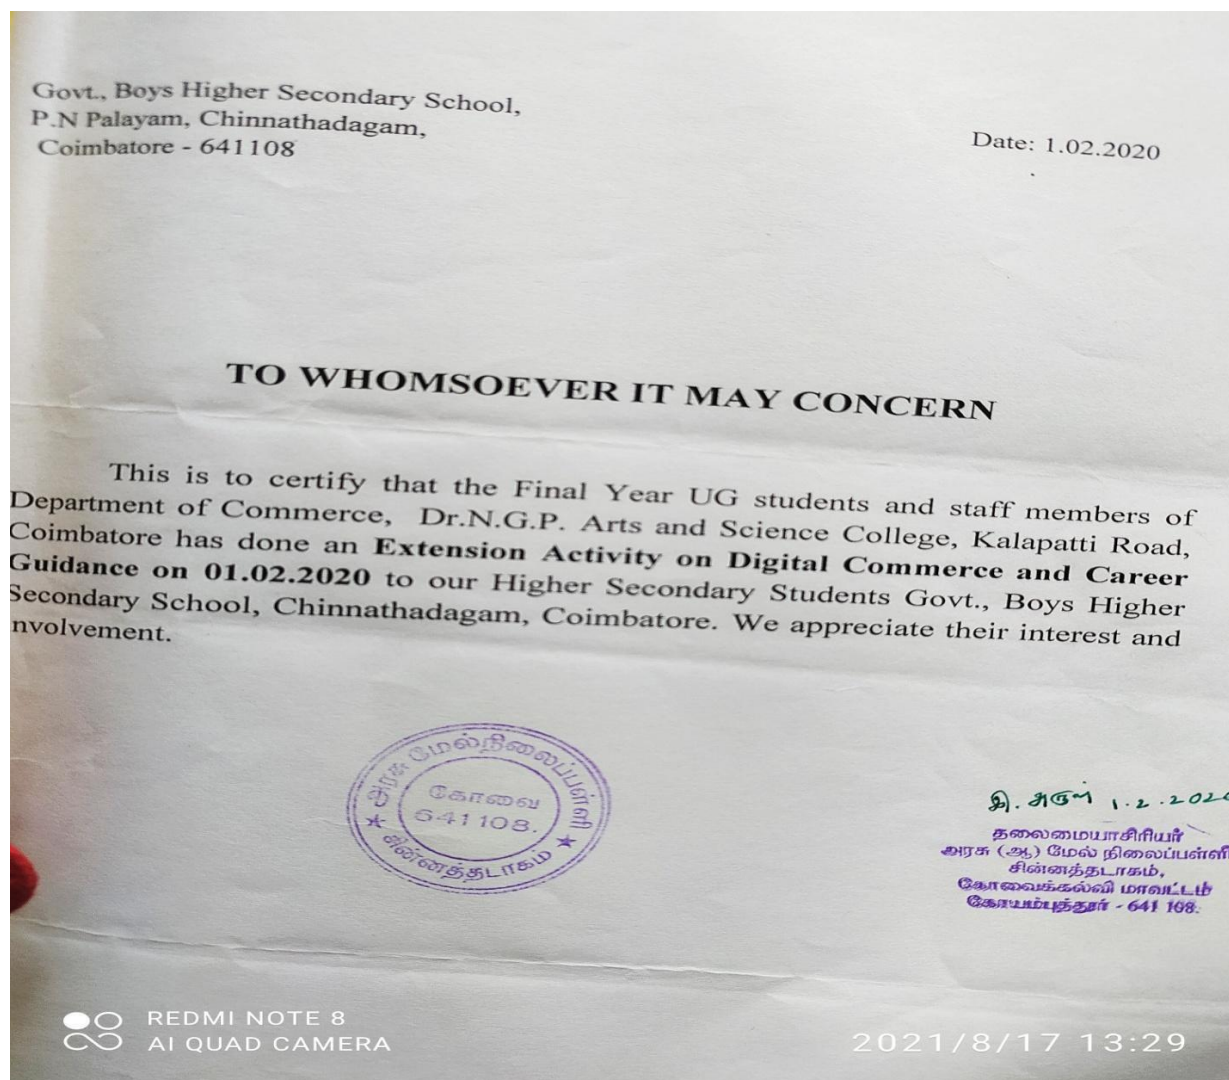 Govt., Boys Higher Secondary School,
P.N Palayam, Chinnathadagam,
Coimbatore - 641108
Date: 1.02.2020
TO WHOMSOEVER IT MAY CONCERN
This is to certify that the Final Year UG students and staff members of
Department of Commerce, Dr.N.G.P. Arts and Science College, Kalapatti Road,
Coimbatore has done an Extension Activity on Digital Commerce and Career
Guidance on 01.02.2020 to our Higher Secondary Students Govt., Boys Higher
Secondary School, Chinnathadagam, Coimbatore. We appreciate their interest and
nvolvement.
அரசு மேல்நிலைப்பள்ளி
கோவை
641108.
சின்னத்தடாகம்
1.2.2020
தலைமையாசிரியர்
அரசு (ஆ) மேல் நிலைப்பள்ளி
சின்னத்தடாகம்,
கோவைக்கல்வி மாவட்டம்
கோயம்புத்தூர் - 641 108.
REDMI NOTE 8
AI QUAD CAMERA
2021/8/17 13:29